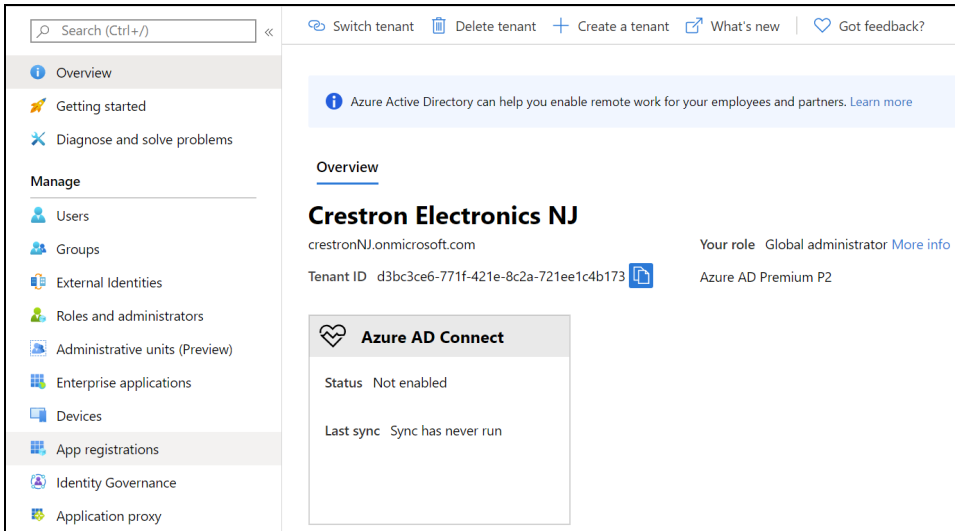 Search (Ctrl+/)
«
Overview
Getting started
Diagnose and solve problems
Manage
Users
Groups
External Identities
Roles and administrators
Administrative units (Preview)
Enterprise applications
Devices
App registrations
Identity Governance
Application proxy
Switch tenant Delete tenant Create a tenant What's new Got feedback?
Azure Active Directory can help you enable remote work for your employees and partners. Learn more
Overview
Crestron Electronics NJ
crestronNJ.onmicrosoft.com
Your role Global administrator More info
Tenant ID d3bc3ce6-771f-421e-8c2a-721ee1c4b173
Azure AD Premium P2
Azure AD Connect
Status Not enabled
Last sync Sync has never run